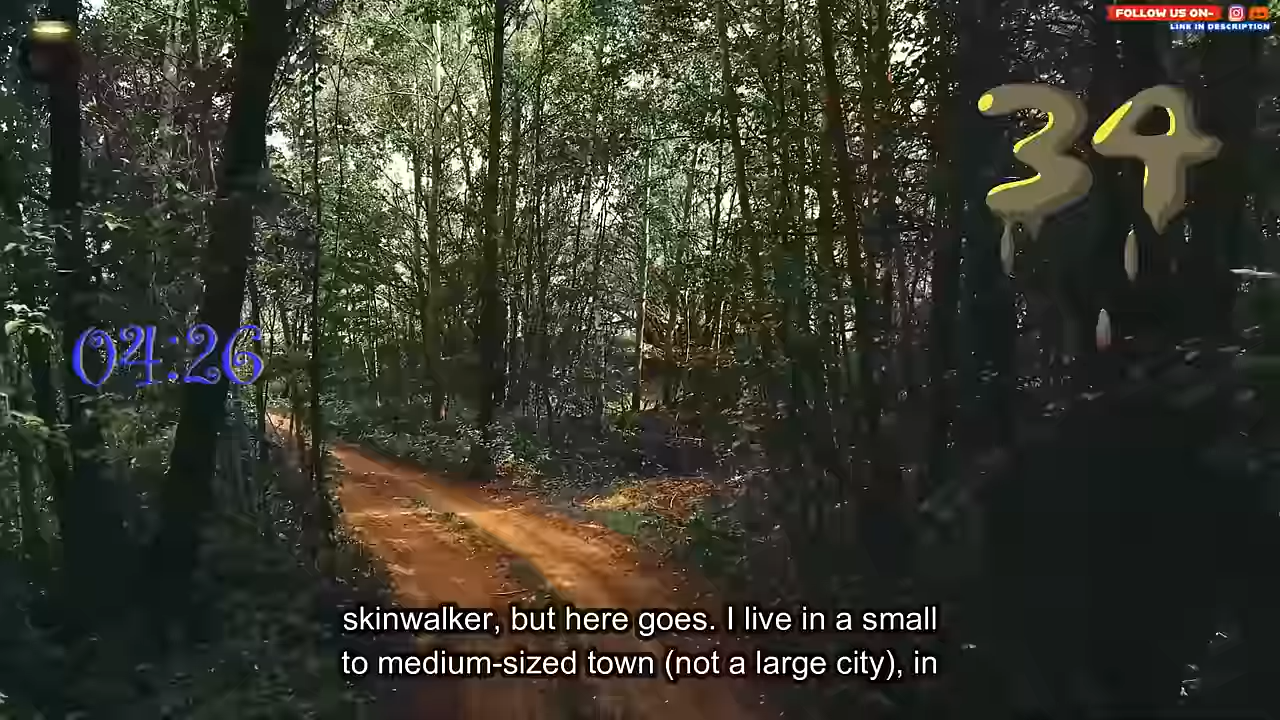 FOLLOW US ON-
LINK IN DESCRIPTION
34
04:26
skinwalker, but here goes. I live in a small
to medium-sized town (not a large city), in